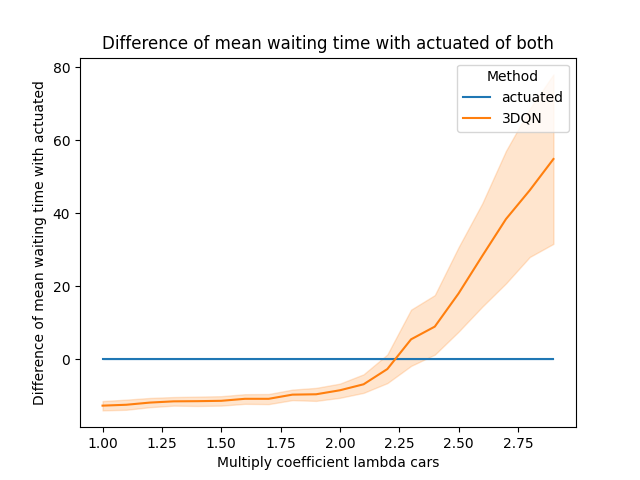 Difference of mean waiting time with actuated of both
Difference of mean waiting time with actuated
80
60
40
20
0
Method
actuated
3DQN
1.00
1.25
1.50
1.75
2.00
2.25
2.50
2.75
Multiply coefficient lambda cars